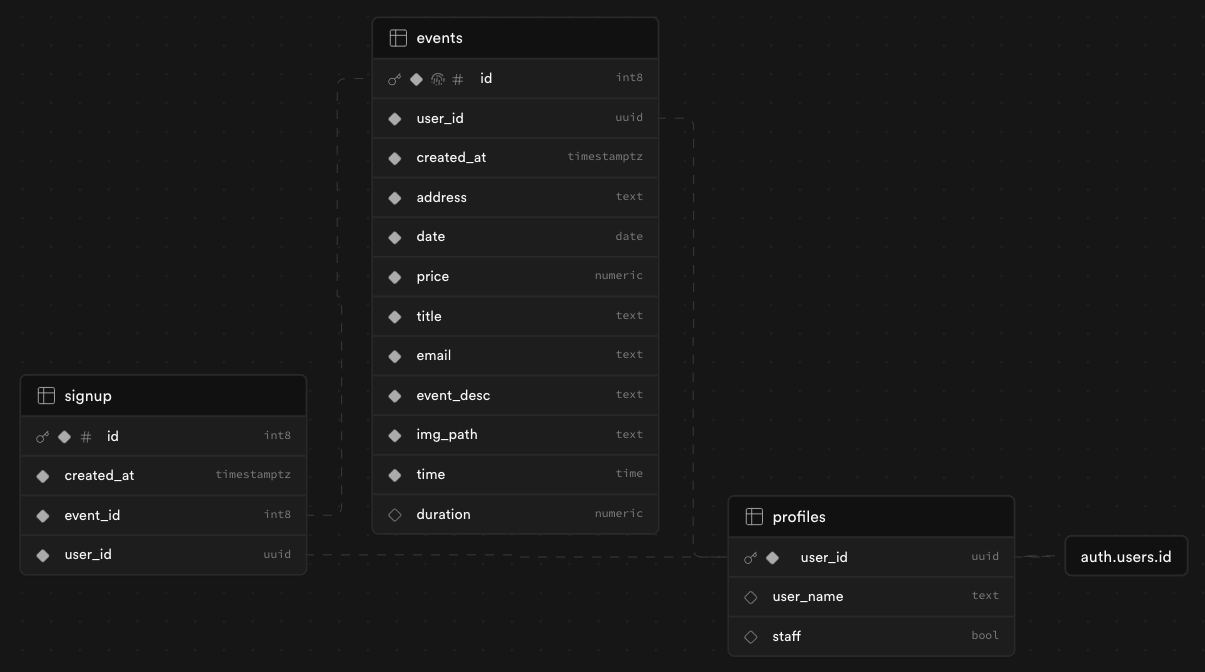 events
# id int8
user_id uuid
created_at timestamptz
address text
date date
price numeric
title text
email text
event_desc text
img_path text
time time
duration numeric
signup
# id int8
created_at timestamptz
event_id int8
user_id uuid
profiles
user_id uuid
user_name text
staff bool
auth.users.id